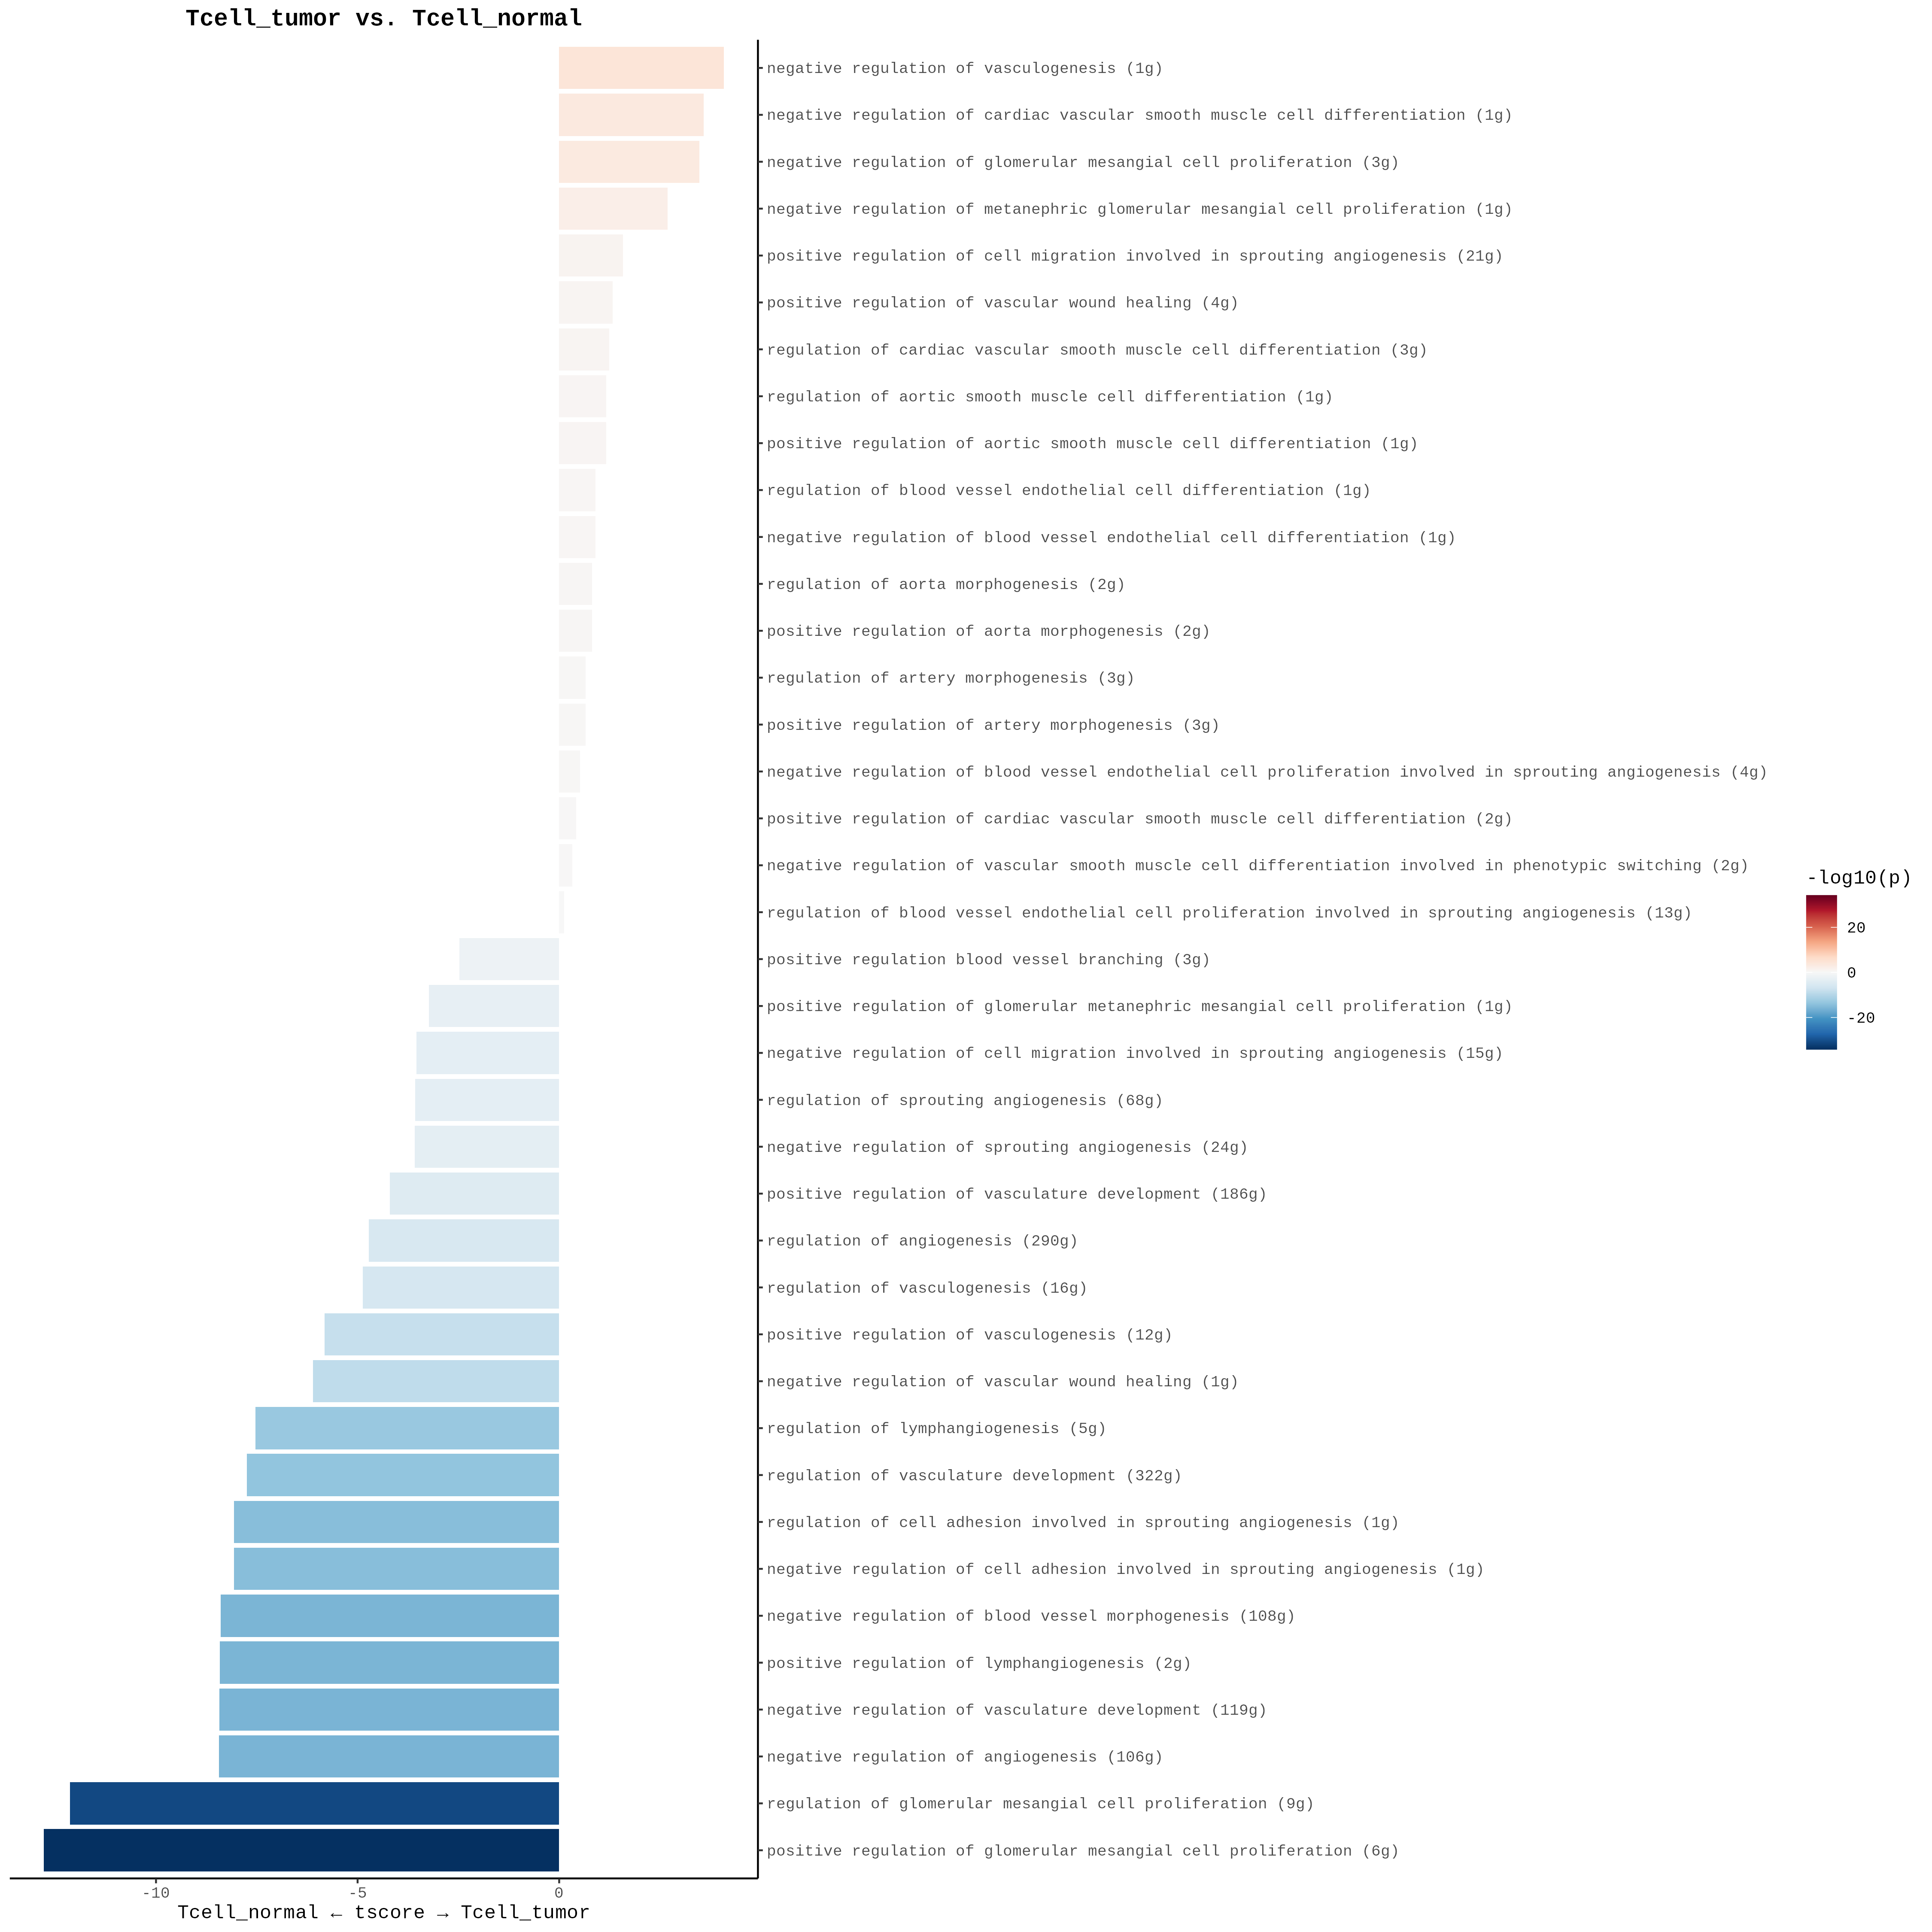 Tcell_tumor vs. Tcell_normal
negative regulation of vasculogenesis (1g)
negative regulation of cardiac vascular smooth muscle cell differentiation (1g)
negative regulation of glomerular mesangial cell proliferation (3g)
negative regulation of metanephric glomerular mesangial cell proliferation (1g)
positive regulation of cell migration involved in sprouting angiogenesis (21g)
positive regulation of vascular wound healing (4g)
regulation of cardiac vascular smooth muscle cell differentiation (3g)
regulation of aortic smooth muscle cell differentiation (1g)
positive regulation of aortic smooth muscle cell differentiation (1g)
regulation of blood vessel endothelial cell differentiation (1g)
negative regulation of blood vessel endothelial cell differentiation (1g)
regulation of aorta morphogenesis (2g)
positive regulation of aorta morphogenesis (2g)
regulation of artery morphogenesis (3g)
positive regulation of artery morphogenesis (3g)
negative regulation of blood vessel endothelial cell proliferation involved in sprouting angiogenesis (4g)
positive regulation of cardiac vascular smooth muscle cell differentiation (2g)
negative regulation of vascular smooth muscle cell differentiation involved in phenotypic switching (2g)
regulation of blood vessel endothelial cell proliferation involved in sprouting angiogenesis (13g)
positive regulation blood vessel branching (3g)
positive regulation of glomerular metanephric mesangial cell proliferation (1g)
negative regulation of cell migration involved in sprouting angiogenesis (15g)
regulation of sprouting angiogenesis (68g)
negative regulation of sprouting angiogenesis (24g)
positive regulation of vasculature development (186g)
regulation of angiogenesis (290g)
regulation of vasculogenesis (16g)
positive regulation of vasculogenesis (12g)
negative regulation of vascular wound healing (1g)
regulation of lymphangiogenesis (5g)
regulation of vasculature development (322g)
regulation of cell adhesion involved in sprouting angiogenesis (1g)
negative regulation of cell adhesion involved in sprouting angiogenesis (1g)
negative regulation of blood vessel morphogenesis (108g)
positive regulation of lymphangiogenesis (2g)
negative regulation of vasculature development (119g)
negative regulation of angiogenesis (106g)
regulation of glomerular mesangial cell proliferation (9g)
positive regulation of glomerular mesangial cell proliferation (6g)
-10 -5 0
Tcell_normal ← tscore → Tcell_tumor
-log10(p)
20
0
-20